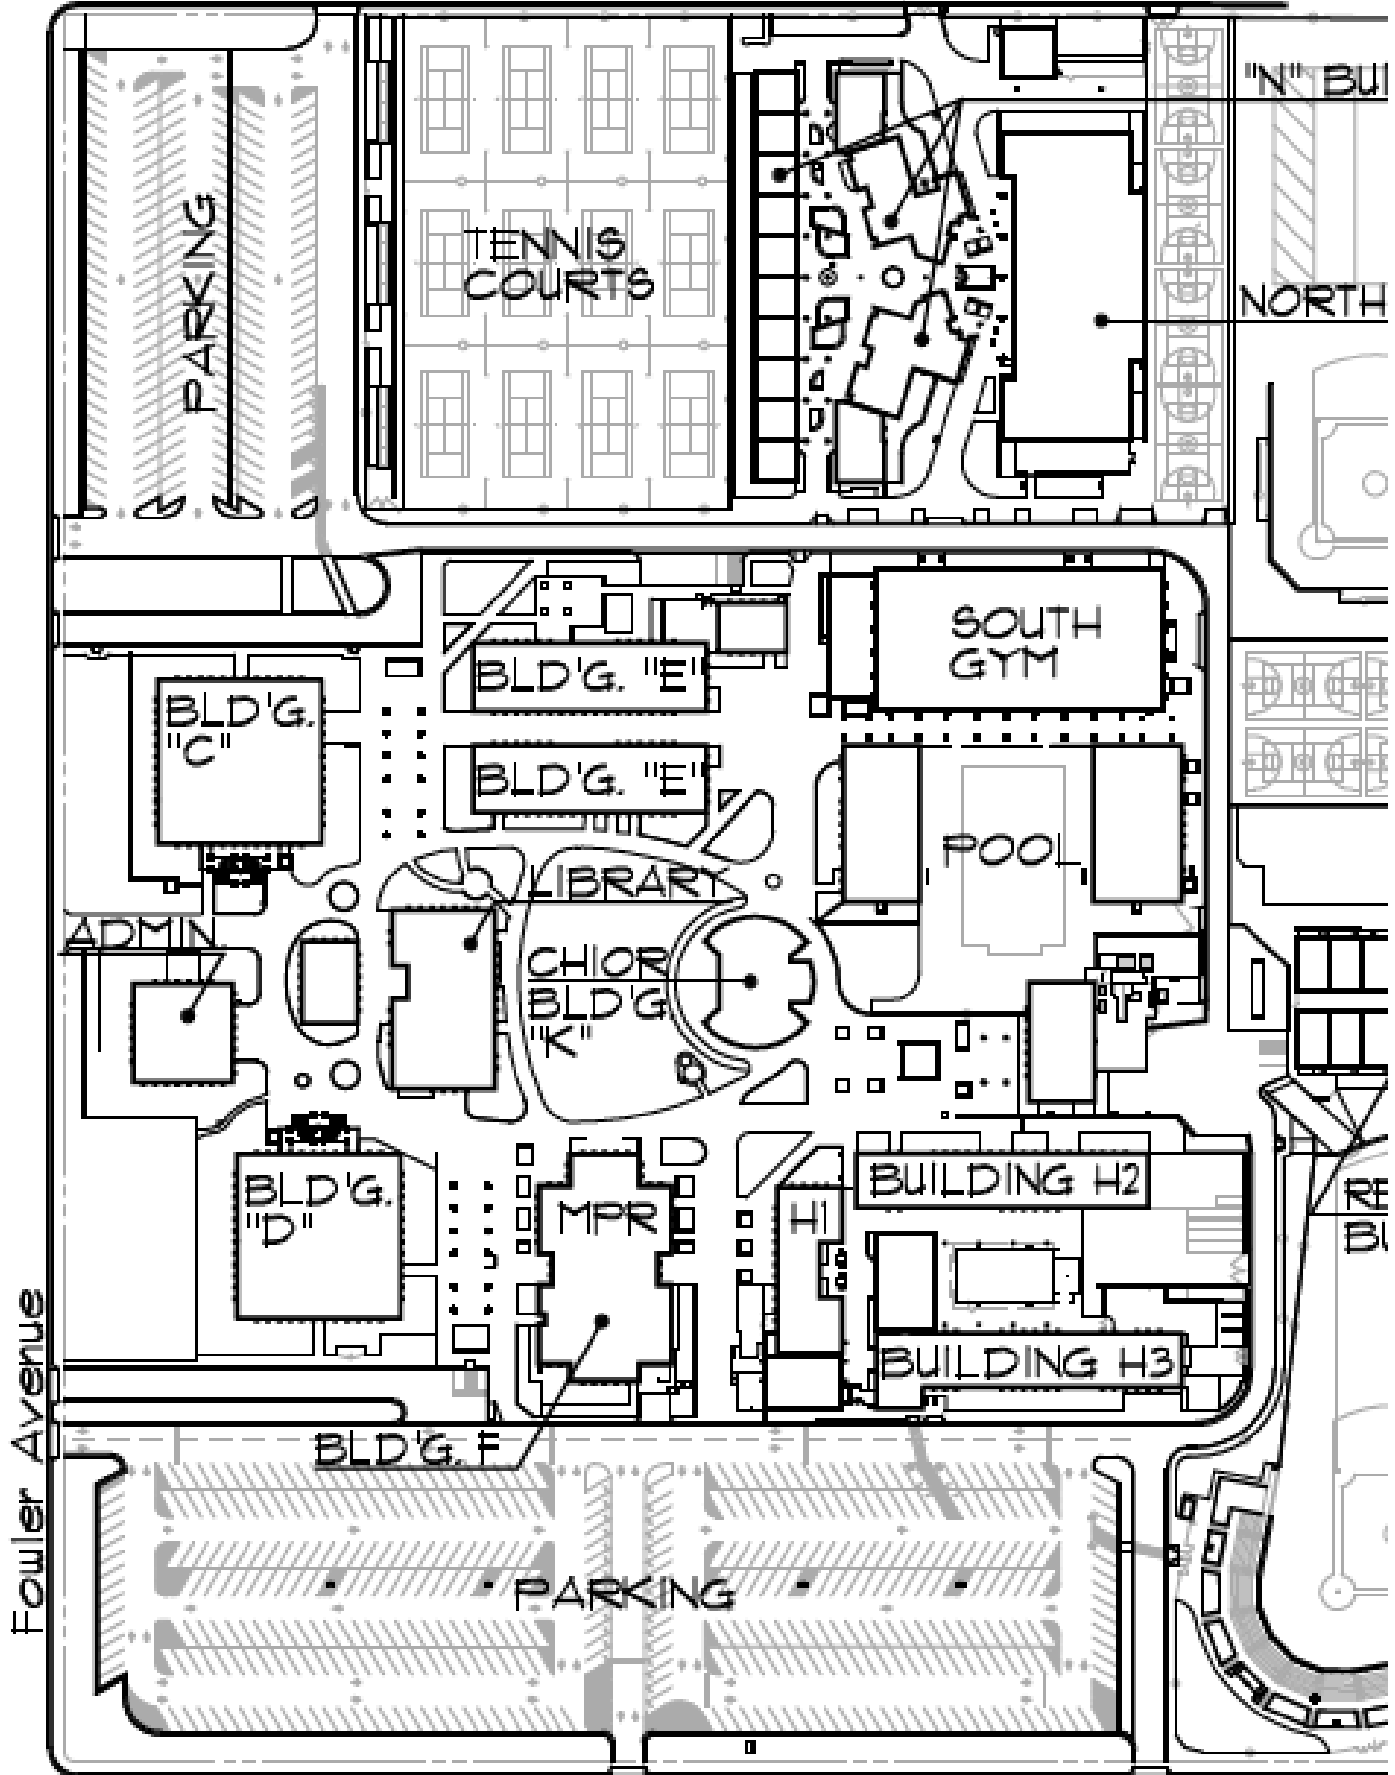 "N" BUI
PARKING
TENNIS
COURTS
NORTH
SOUTH
GYM
BLD'G. "E"
BLD'G.
"C"
BLD'G. "E"
POOL
LIBRARY
ADMIN.
CHIOR
BLD'G
"K"
BLD'G.
"D"
MPR
H1
BUILDING H2
RE
BU
BUILDING H3
BLD'G. F
Fowler Avenue
PARKING